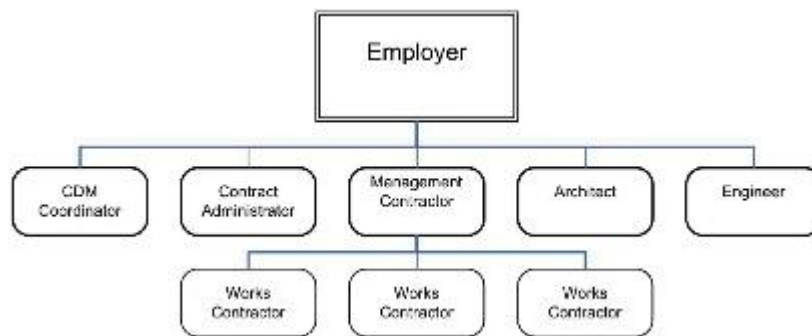 Employer
CDM
Coordinator
Contract
Administrator
Management
Contractor
Architect
Engineer
Works
Contractor
Works
Contractor
Works
Contractor